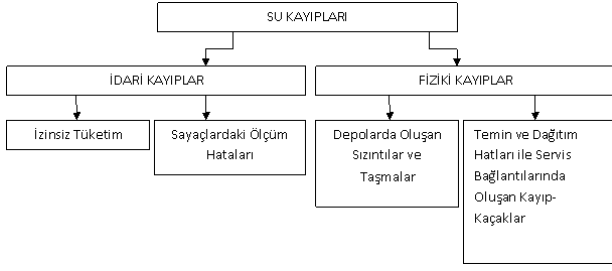 SU KAYIPLARI
İDARİ KAYIPLAR
FİZİKİ KAYIPLAR
İzinsiz Tüketim
Sayaçlardaki Ölçüm
Hataları
Depolarda Oluşan
Sızıntılar ve
Taşmalar
Temin ve Dağıtım
Hatları ile Servis
Bağlantılarında
Oluşan Kayıp-
Kaçaklar